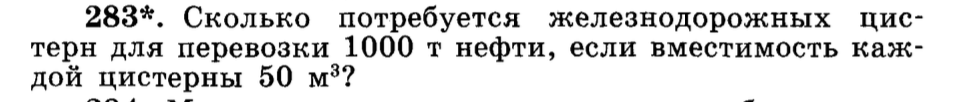 283*. Сколько потребуется железнодорожных цис-
терн для перевозки 1000 т нефти, если вместимость каж-
дой цистерны 50 м³?